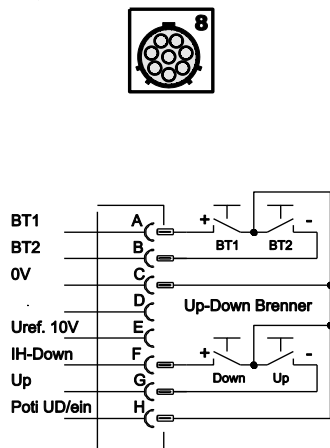 8
BT1
BT2
0V
.
Uref. 10V
IH-Down
Up
Poti UD/ein
A
B
C
D
E
F
G
H
+ BT1 BT2 -
Up-Down Brenner
+ Down Up -